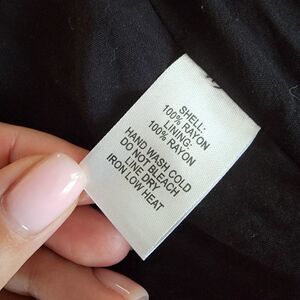 SHELL:
100% RAYON
LINING:
100% RAYON
HAND WASH COLD
DO NOT BLEACH
LINE DRY
IRON LOW HEAT